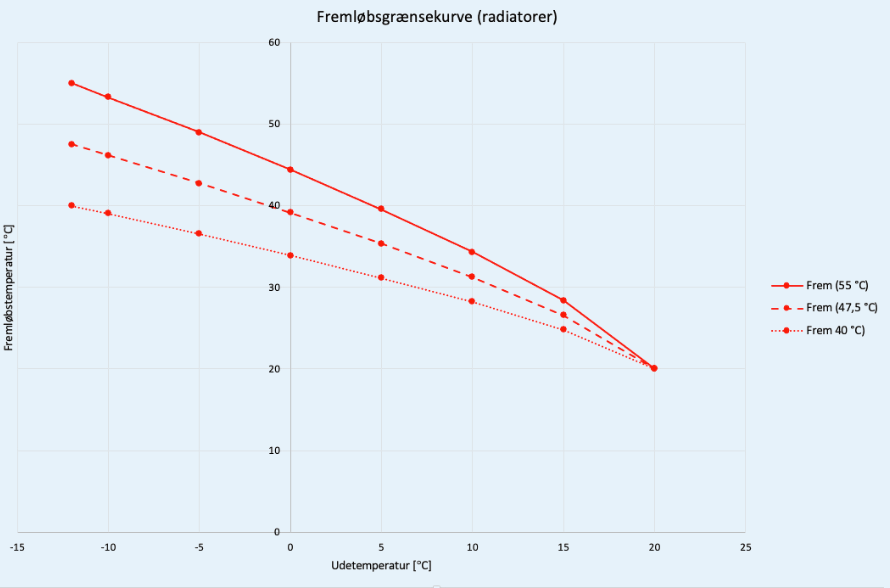 Fremløbsgrænsekurve (radiatorer)
60
50
40
30
20
10
0
Fremløbstemperatur [°C]
-15 -10 -5 0 5 10 15 20 25
Udetemperatur [°C]
Frem (55 °C)
Frem (47,5 °C)
Frem 40 °C)